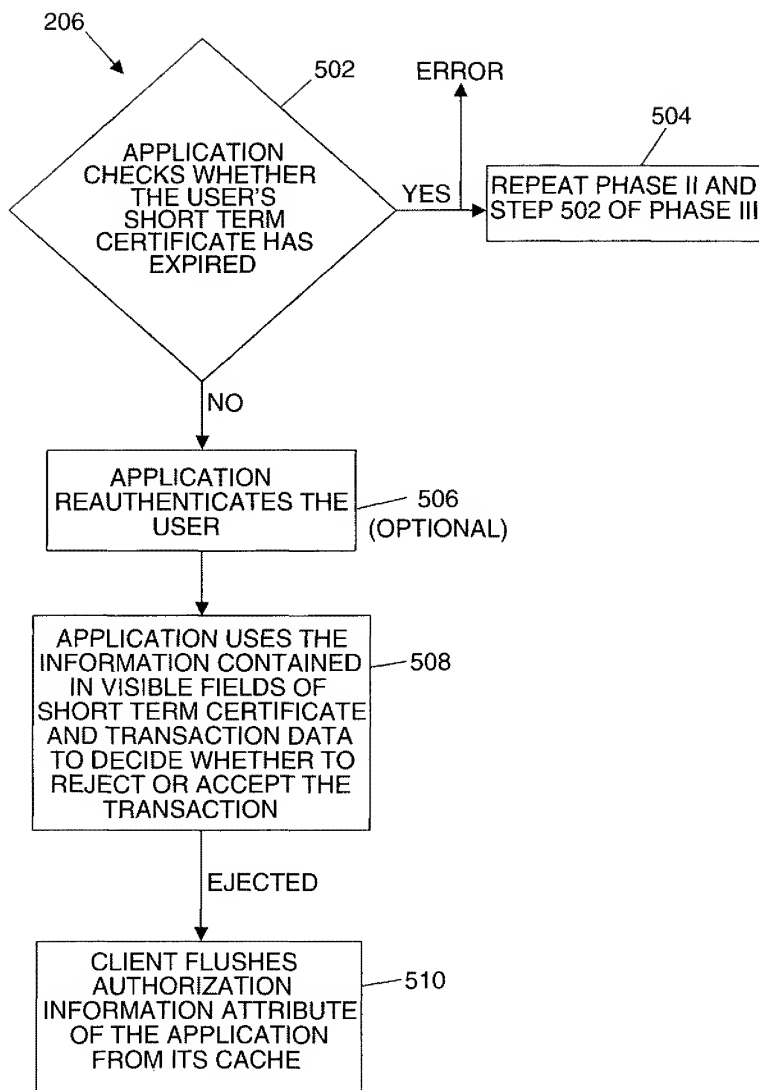 206
502
APPLICATION
CHECKS WHETHER
THE USER'S
SHORT TERM
CERTIFICATE HAS
EXPIRED
ERROR
YES
504
REPEAT PHASE II AND
STEP 502 OF PHASE III
NO
APPLICATION
REAUTHENTICATES THE
USER
506
(OPTIONAL)
APPLICATION USES THE
INFORMATION CONTAINED
IN VISIBLE FIELDS OF
SHORT TERM CERTIFICATE
AND TRANSACTION DATA
TO DECIDE WHETHER TO
REJECT OR ACCEPT THE
TRANSACTION
508
EJECTED
CLIENT FLUSHES
AUTHORIZATION
INFORMATION ATTRIBUTE
OF THE APPLICATION
FROM ITS CACHE
510